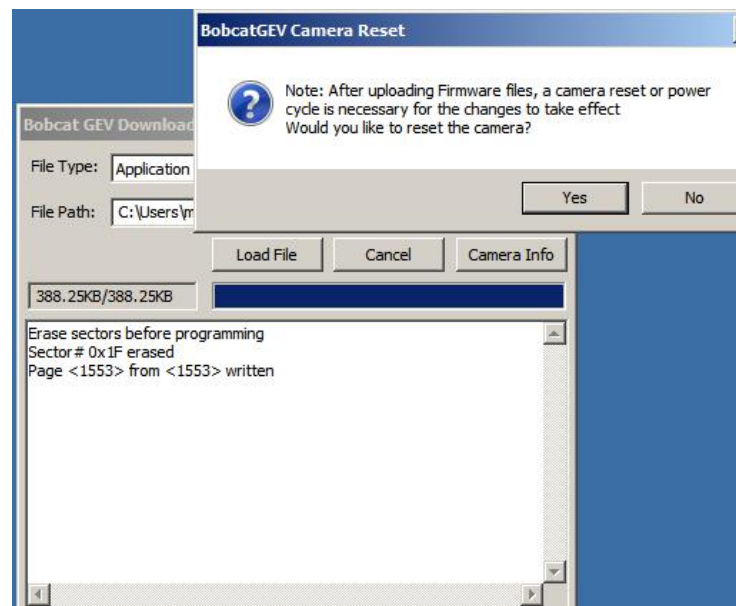 BobcatGEV Camera Reset
Note: After uploading Firmware files, a camera reset or power
cycle is necessary for the changes to take effect
Would you like to reset the camera?
Yes
No
Bobcat GEV Download
File Type:
Application
File Path:
C:\Users\m
Load File
Cancel
Camera Info
388.25KB/388.25KB
Erase sectors before programming
Sector# 0x1F erased
Page <1553> from <1553> written